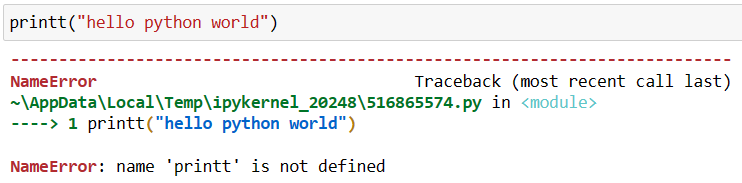 printt("hello python world")
---------------------------------------------------------------------------
NameError                                 Traceback (most recent call last)
~\AppData\Local\Temp\ipykernel_20248\516865574.py in <module>
----> 1 printt("hello python world")

NameError: name 'printt' is not defined